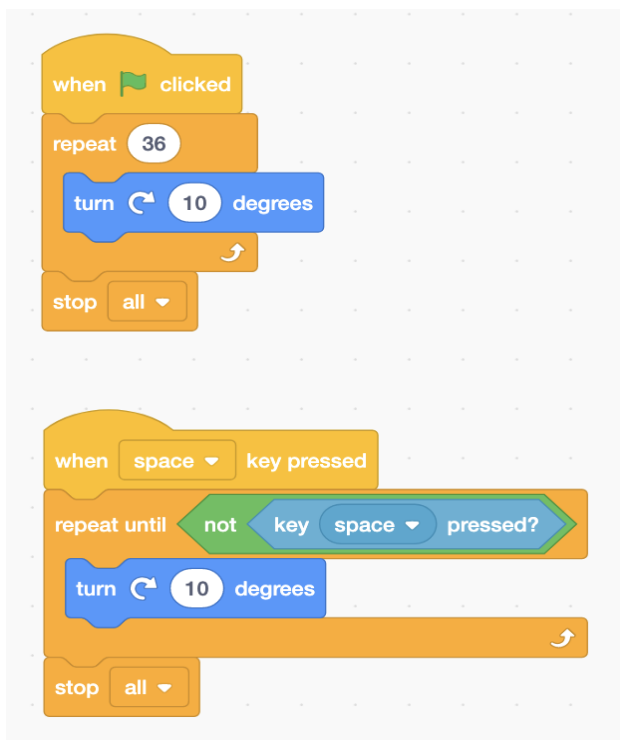 when clicked
repeat 36
turn 10 degrees
stop all
when space key pressed
repeat until not key space pressed?
turn 10 degrees
stop all